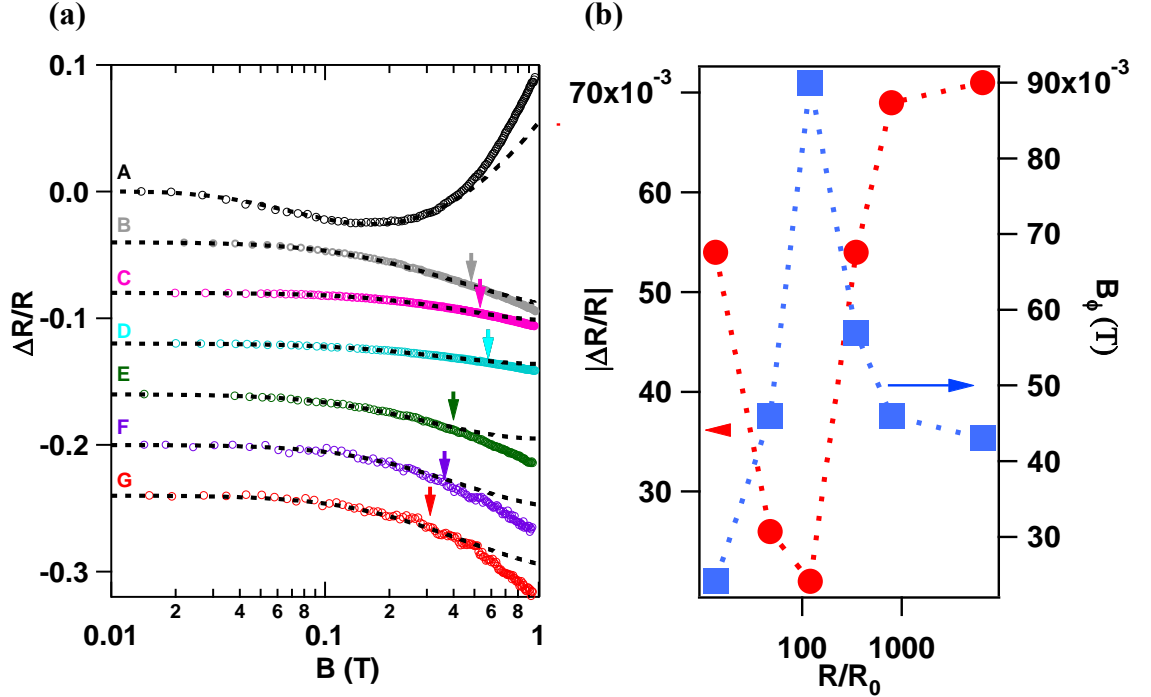 (a)
(b)
0.1
0.0
-0.1
-0.2
-0.3
ΔR/R
A
B
C
D
E
F
G
2 4 6 8 2 4 6 8
0.01 0.1 1
B (T)
70x10⁻³
60
50
40
30
|ΔR/R|
90x10⁻³
80
70
60
50
40
30
B_ϕ (T)
100 1000
R/R₀